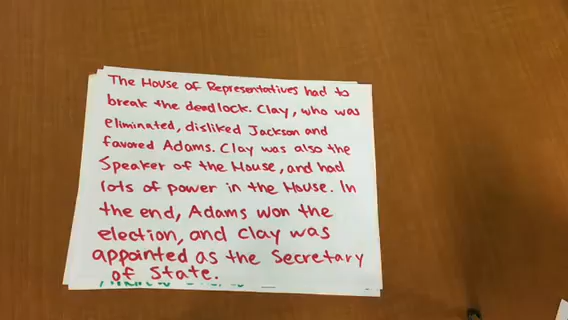 The House of Representatives had to
break the deadlock. Clay, who was
eliminated, disliked Jackson and
favored Adams. Clay was also the
Speaker of the House, and had
lots of power in the House. In
the end, Adams won the
election, and Clay was
appointed as the Secretary
of State.